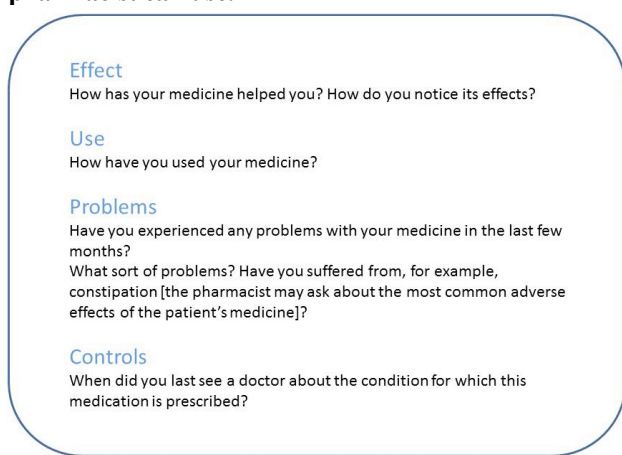 Effect
How has your medicine helped you? How do you notice its effects?
Use
How have you used your medicine?
Problems
Have you experienced any problems with your medicine in the last few
months?
What sort of problems? Have you suffered from, for example,
constipation [the pharmacist may ask about the most common adverse
effects of the patient's medicine]?
Controls
When did you last see a doctor about the condition for which this
medication is prescribed?